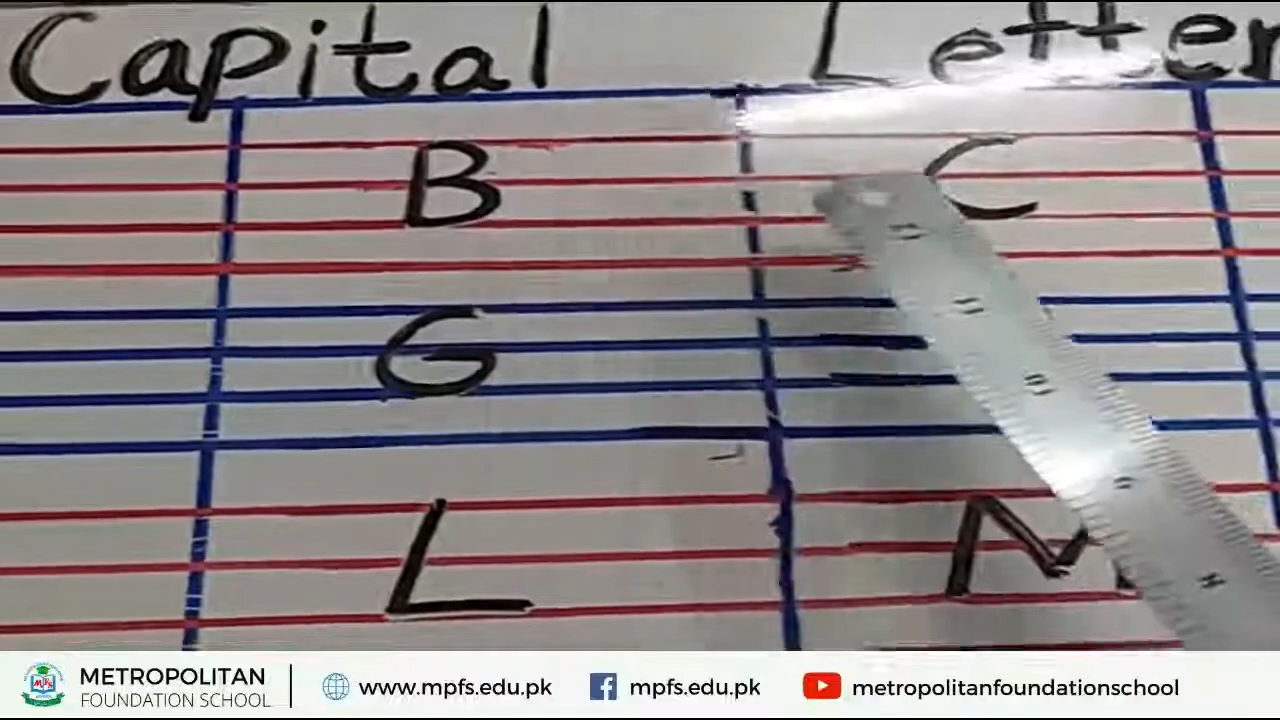 Capital Letter
B C
G
L M
METROPOLITAN
FOUNDATION SCHOOL
www.mpfs.edu.pk
mpfs.edu.pk
metropolitanfoundationschool